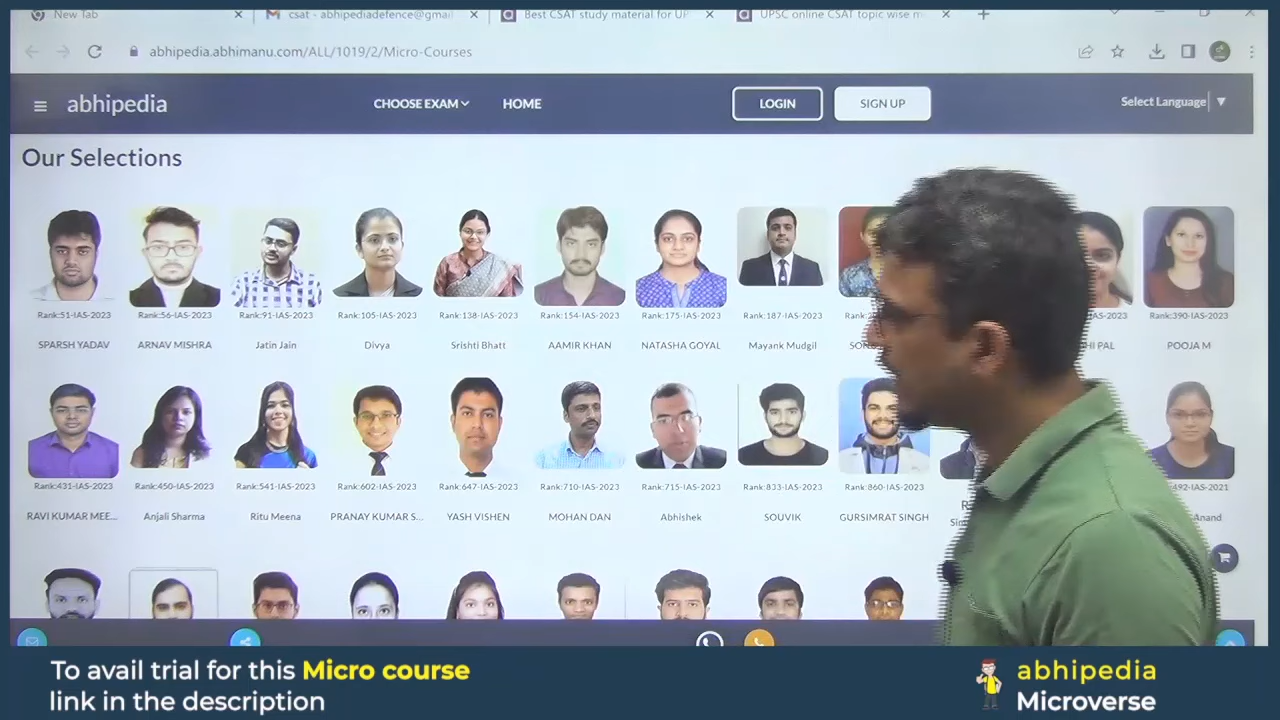 New Tab
csat - abhipediadefence@gmail
Best CSAT study material for UP
UPSC online CSAT topic wise m
abhipedia.abhimanu.com/ALL/1019/2/Micro-Courses
abhipedia
CHOOSE EXAM
HOME
LOGIN
SIGN UP
Select Language
Our Selections
Rank:51-IAS-2023
Rank:56-IAS-2023
Rank:91-IAS-2023
Rank:105-IAS-2023
Rank:138-IAS-2023
Rank:154-IAS-2023
Rank:175-IAS-2023
Rank:187-IAS-2023
Rank:390-IAS-2023
SPARSH YADAV
ARNAV MISHRA
Jatin Jain
Divya
Srishti Bhatt
AAMIR KHAN
NATASHA GOYAL
Mayank Mudgil
PAL
POOJA M
Rank:431-IAS-2023
Rank:450-IAS-2023
Rank:541-IAS-2023
Rank:602-IAS-2023
Rank:647-IAS-2023
Rank:710-IAS-2023
Rank:715-IAS-2023
Rank:833-IAS-2023
Rank:860-IAS-2023
492-IAS-2021
RAVI KUMAR MEE...
Anjali Sharma
Ritu Meena
PRANAY KUMAR S...
YASH VISHEN
MOHAN DAN
Abhishek
SOUVIK
GURSIMRAT SINGH
Anand
To avail trial for this Micro course
link in the description
abhipedia
Microverse